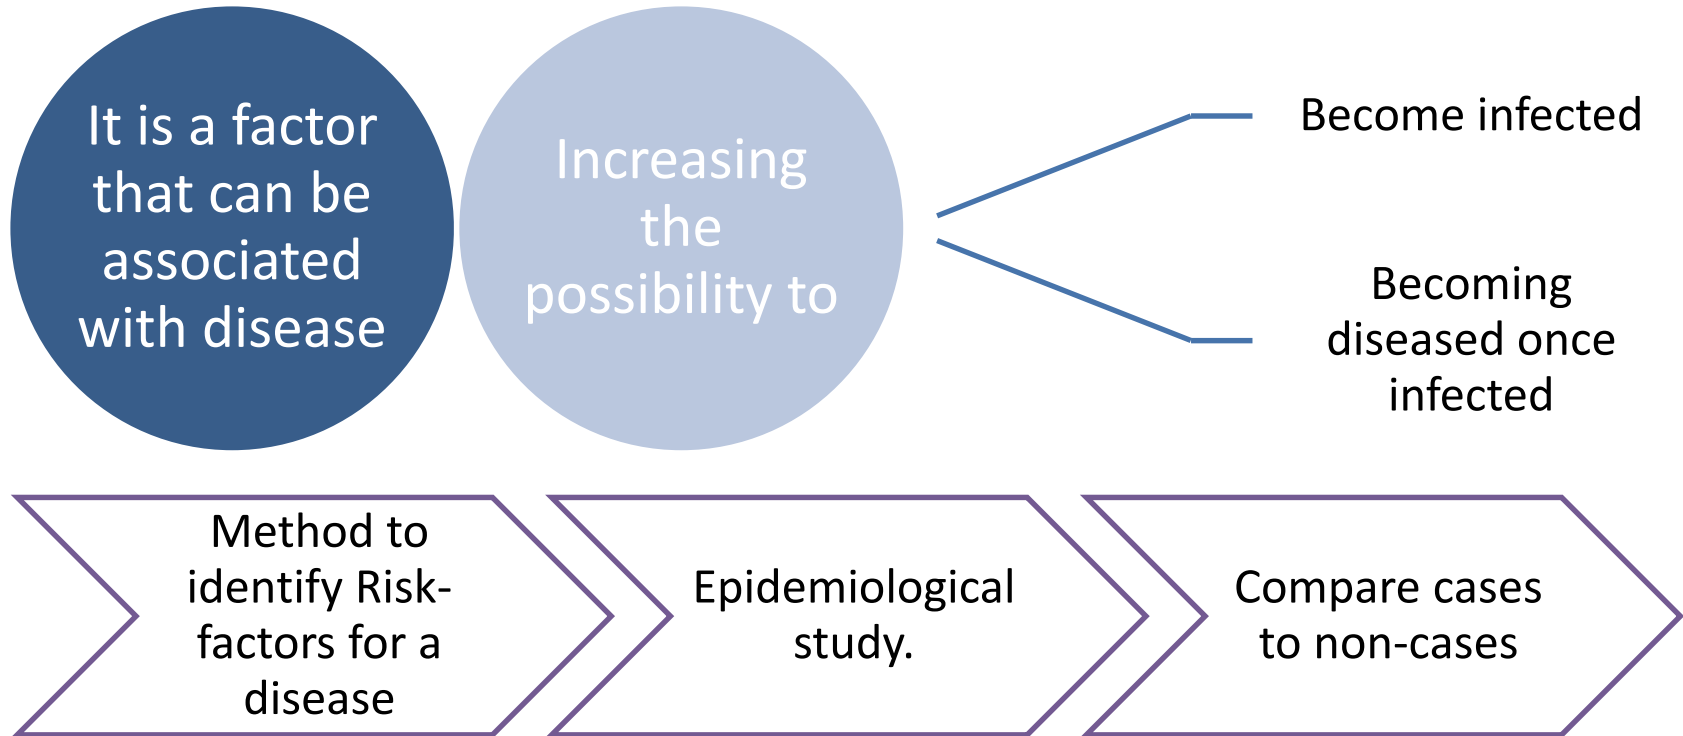 It is a factor
that can be
associated
with disease
Increasing
the
possibility to
Become infected
Becoming
diseased once
infected
Method to
identify Risk-
factors for a
disease
Epidemiological
study.
Compare cases
to non-cases